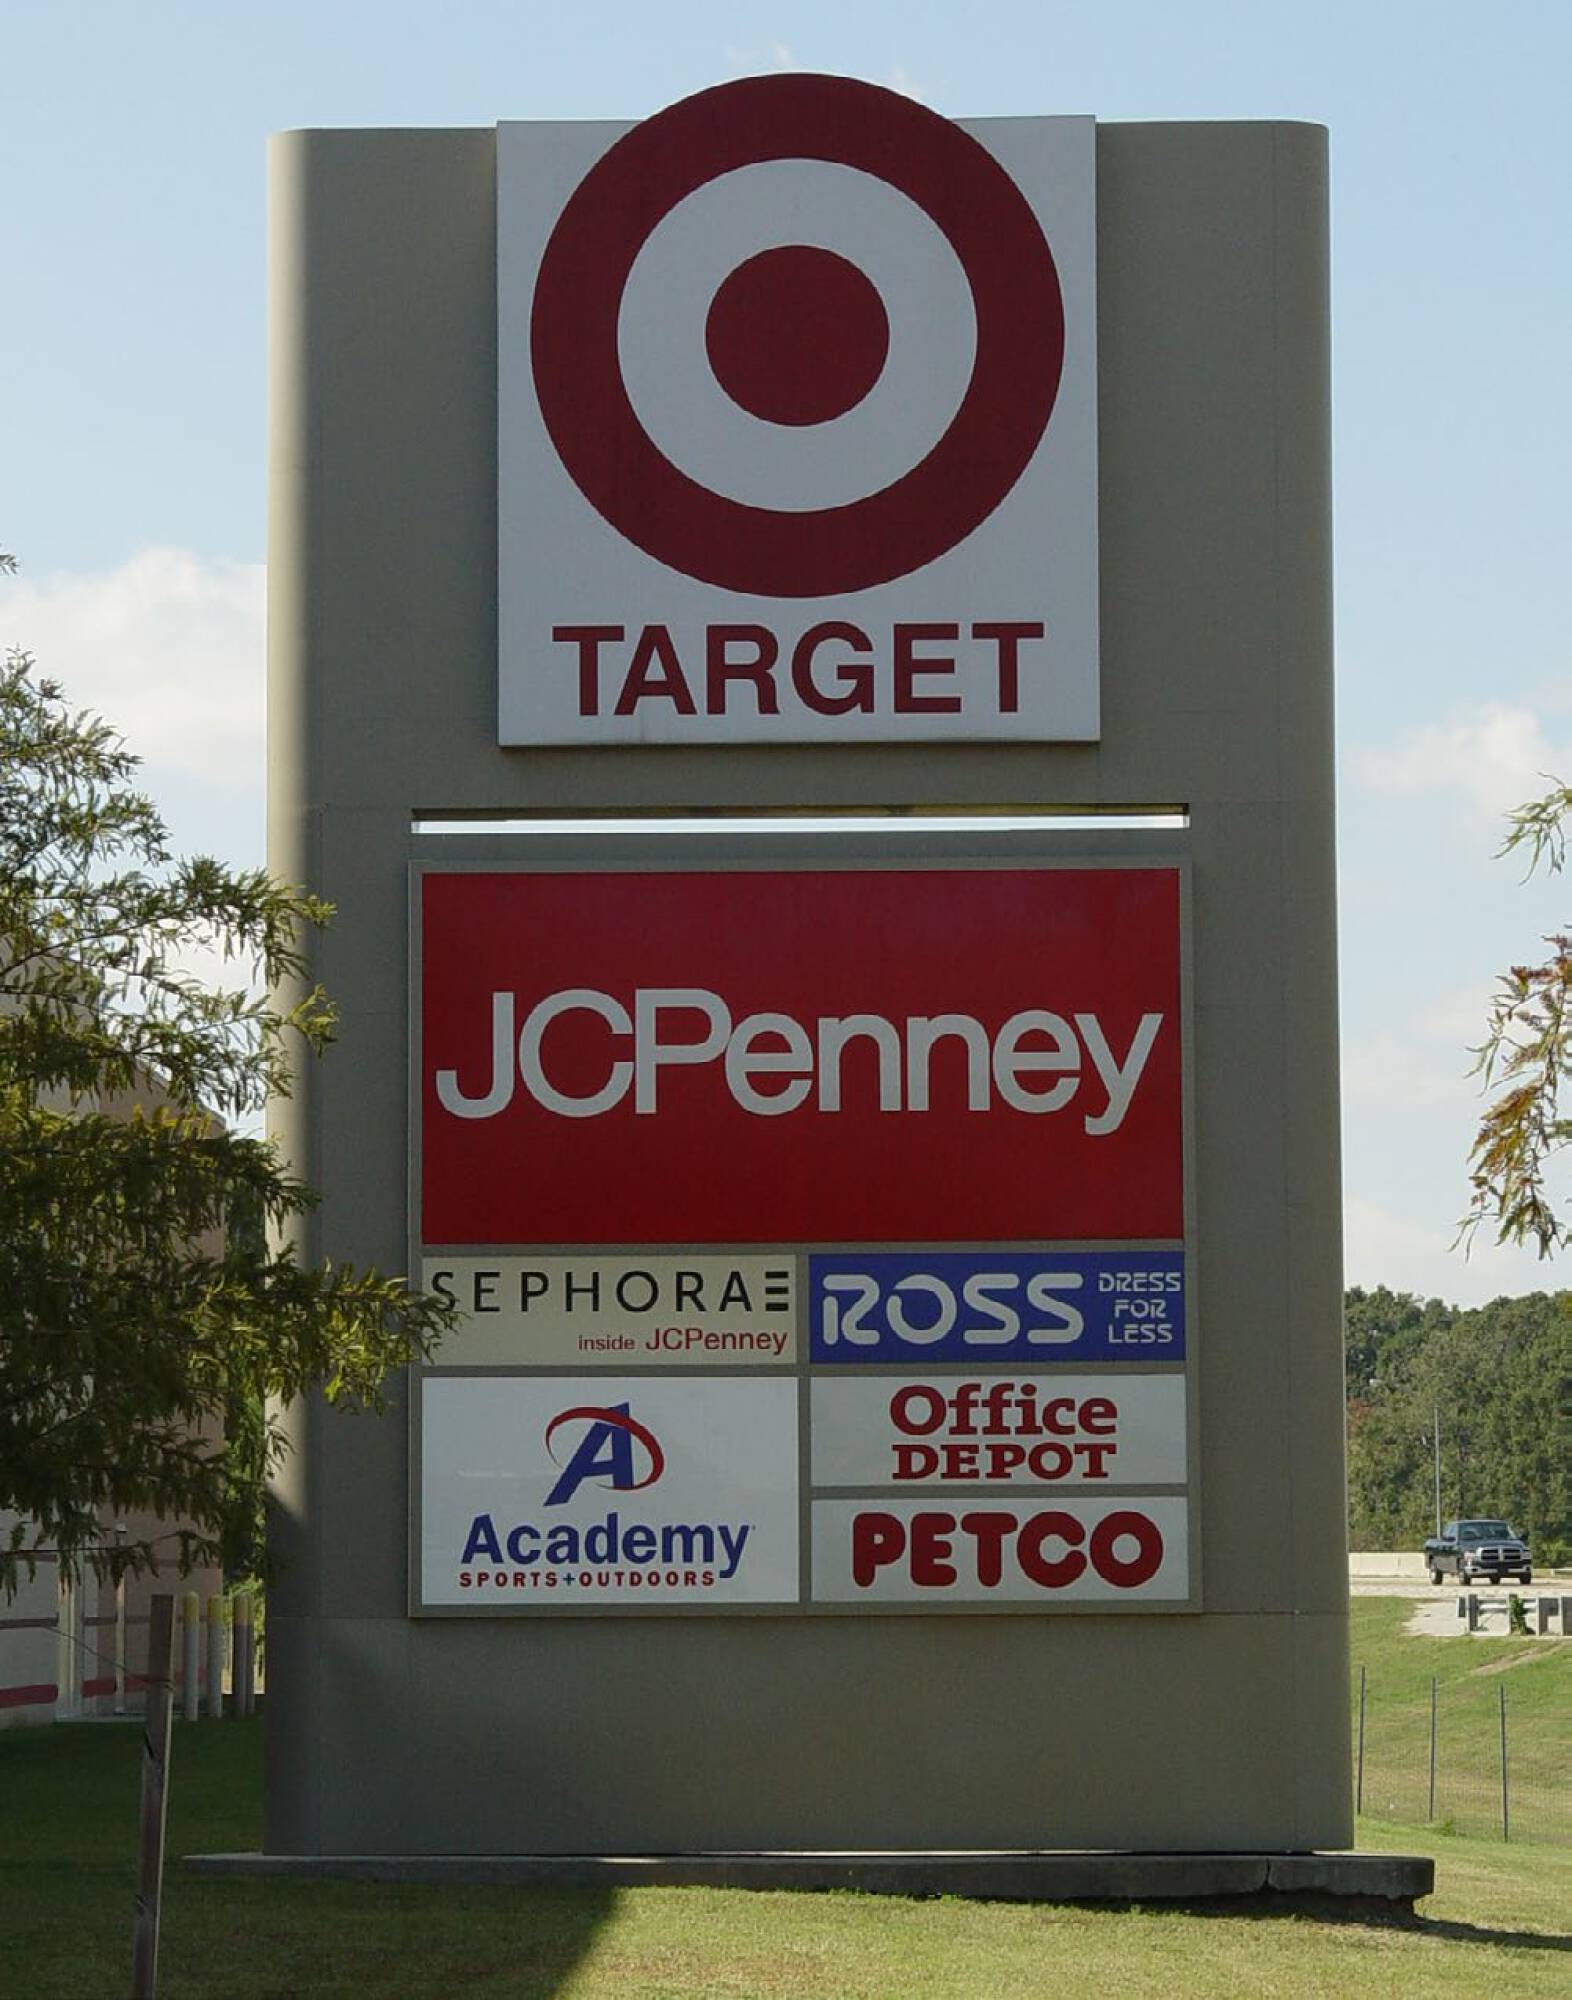 TARGET
JCPenney
SEPHORA
inside JCPenney
ROSS
DRESS
FOR
LESS
Academy
SPORTS+OUTDOORS
Office
DEPOT
PETCO